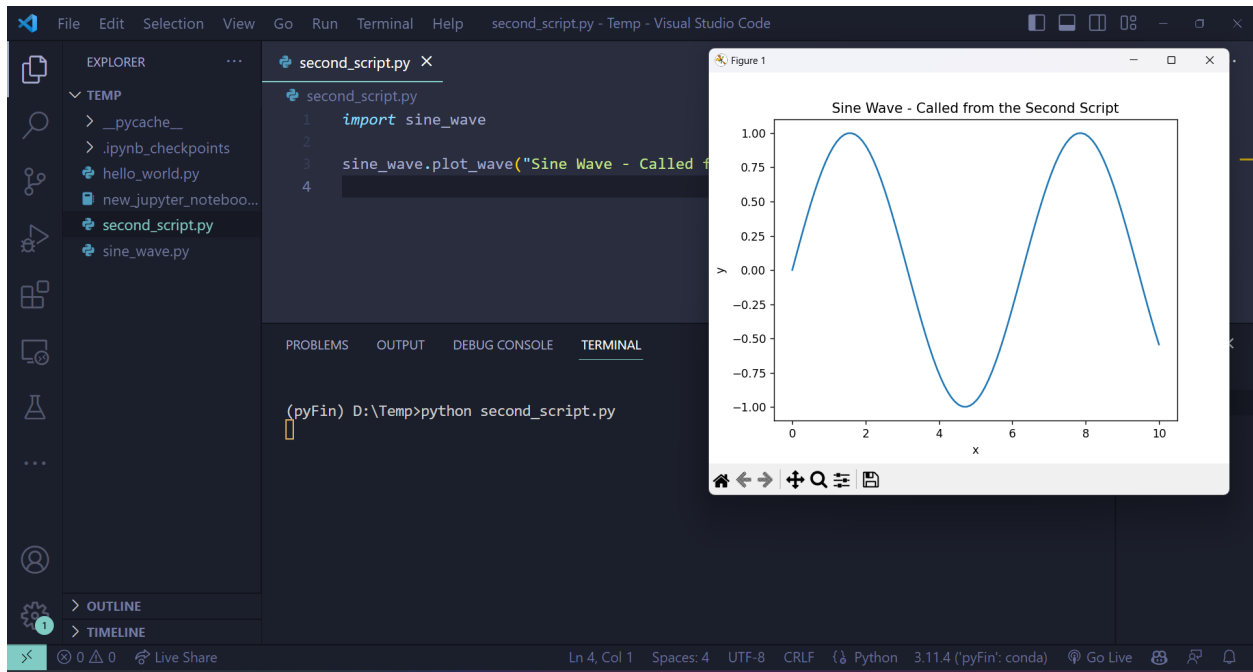 File Edit Selection View Go Run Terminal Help second_script.py - Temp - Visual Studio Code
EXPLORER
TEMP
__pycache__
.ipynb_checkpoints
hello_world.py
new_jupyter_noteboo...
second_script.py
sine_wave.py
OUTLINE
TIMELINE
second_script.py
second_script.py
1 import sine_wave
2
3 sine_wave.plot_wave("Sine Wave - Called f
4
PROBLEMS OUTPUT DEBUG CONSOLE TERMINAL
(pyFin) D:\Temp>python second_script.py
Figure 1
Sine Wave - Called from the Second Script
1.00
0.75
0.50
0.25
0.00
−0.25
−0.50
−0.75
−1.00
y
0 2 4 6 8 10
x
1
0 0 Live Share Ln 4, Col 1 Spaces: 4 UTF-8 CRLF Python 3.11.4 ('pyFin': conda) Go Live